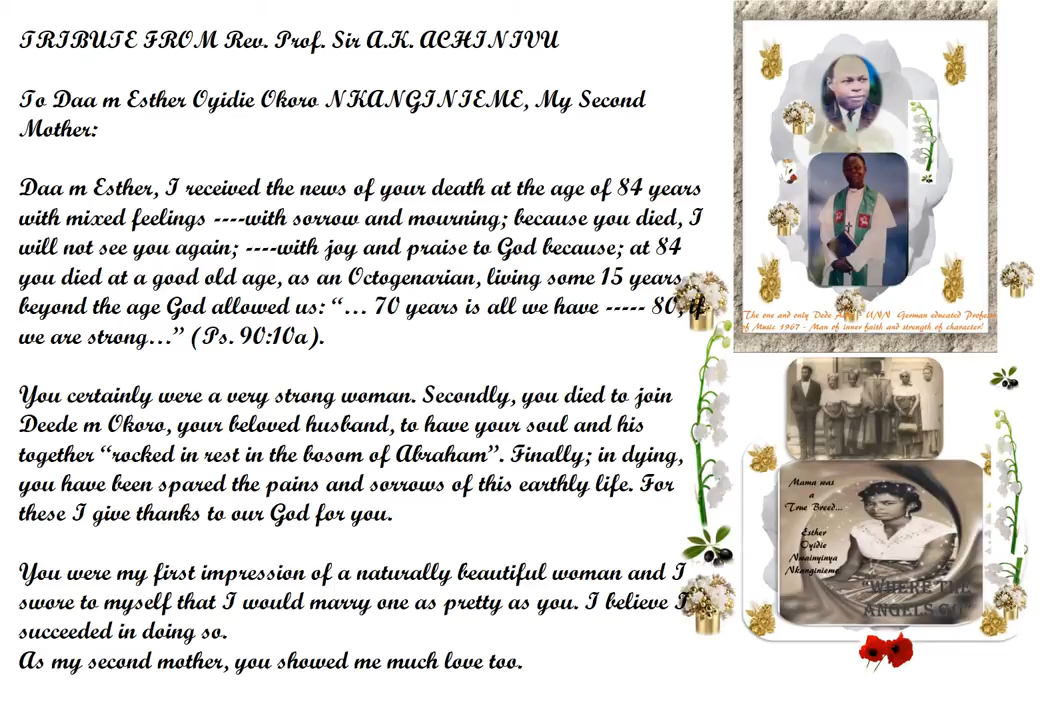 TRIBUTE FROM Rev. Prof. Sir A.K. ACHINIVU
To Daa m Esther Oyidie Okoro NKANGINIEME, My Second
Mother:
Daa m Esther, I received the news of your death at the age of 84 years
with mixed feelings ----with sorrow and mourning; because you died, I
will not see you again; ----with joy and praise to God because; at 84
you died at a good old age, as an Octogenarian, living some 15 years
beyond the age God allowed us: “… 70 years is all we have ----- 80, if
we are strong…” (Ps. 90:10a).
You certainly were a very strong woman. Secondly, you died to join
Deede m Okoro, your beloved husband, to have your soul and his
together “rocked in rest in the bosom of Abraham”. Finally; in dying,
you have been spared the pains and sorrows of this earthly life. For
these I give thanks to our God for you.
You were my first impression of a naturally beautiful woman and I
swore to myself that I would marry one as pretty as you. I believe I
succeeded in doing so.
As my second mother, you showed me much love too.
The one and only Dede UNN German educated
of Music 1967 - Man of inner faith and strength of character!
Mama was
a
True Breed...
Esther
Oyidie
Nwainyinya
Nkanginieme
“WHERE THE
ANGELS GO”